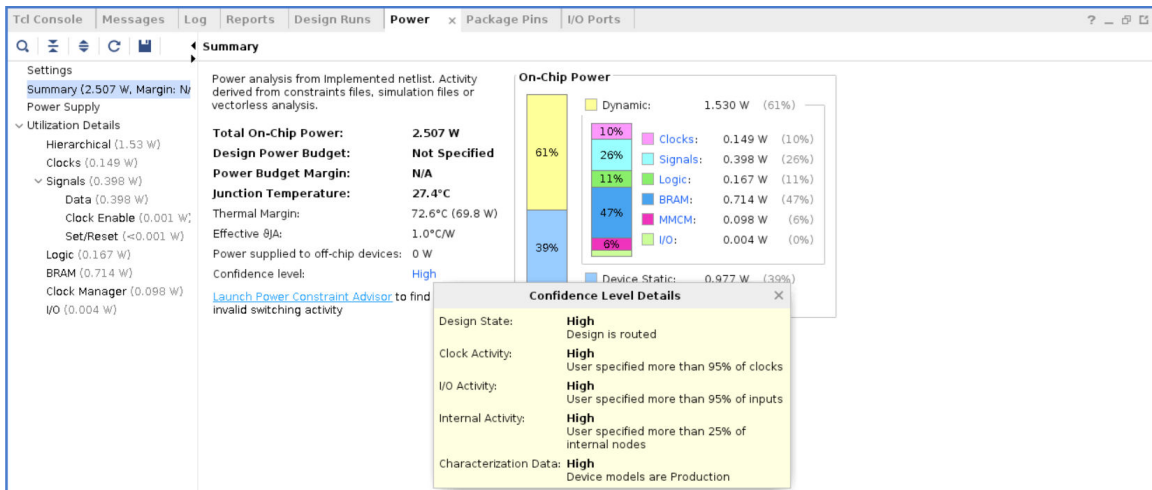 Tcl Console Messages Log Reports Design Runs Power × Package Pins I/O Ports ? _
Summary
Settings
Summary (2.507 W, Margin: N/
Power Supply
Utilization Details
Hierarchical (1.53 W)
Clocks (0.149 W)
Signals (0.398 W)
Data (0.398 W)
Clock Enable (0.001 W)
Set/Reset (<0.001 W)
Logic (0.167 W)
BRAM (0.714 W)
Clock Manager (0.098 W)
I/O (0.004 W)
Power analysis from Implemented netlist. Activity
derived from constraints files, simulation files or
vectorless analysis.
Total On-Chip Power: 2.507 W
Design Power Budget: Not Specified
Power Budget Margin: N/A
Junction Temperature: 27.4°C
Thermal Margin: 72.6°C (69.8 W)
Effective ϑJA: 1.0°C/W
Power supplied to off-chip devices: 0 W
Confidence level: High
Launch Power Constraint Advisor to find
invalid switching activity
On-Chip Power
61%
39%
Dynamic: 1.530 W (61%)
10% Clocks: 0.149 W (10%)
26% Signals: 0.398 W (26%)
11% Logic: 0.167 W (11%)
47% BRAM: 0.714 W (47%)
6% MMCM: 0.098 W (6%)
I/O: 0.004 W (0%)
Device Static: 0.977 W (39%)
Confidence Level Details ×
Design State: High
Design is routed
Clock Activity: High
User specified more than 95% of clocks
I/O Activity: High
User specified more than 95% of inputs
Internal Activity: High
User specified more than 25% of
internal nodes
Characterization Data: High
Device models are Production